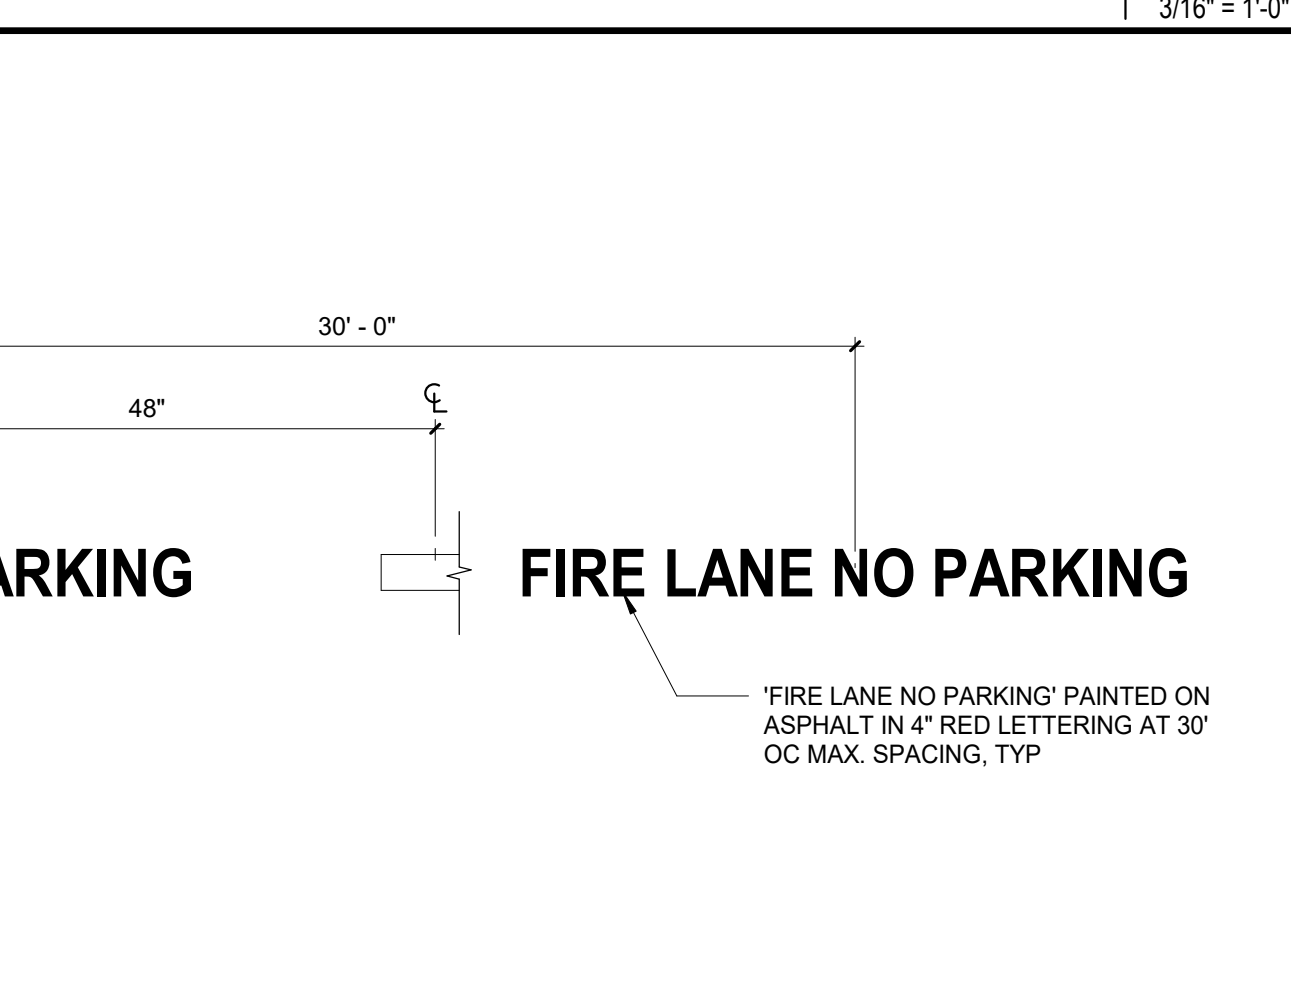 3/16" = 1'-0"
30' - 0"
48"
℄
ARKING
FIRE LANE NO PARKING
'FIRE LANE NO PARKING' PAINTED ON
ASPHALT IN 4" RED LETTERING AT 30'
OC MAX. SPACING, TYP